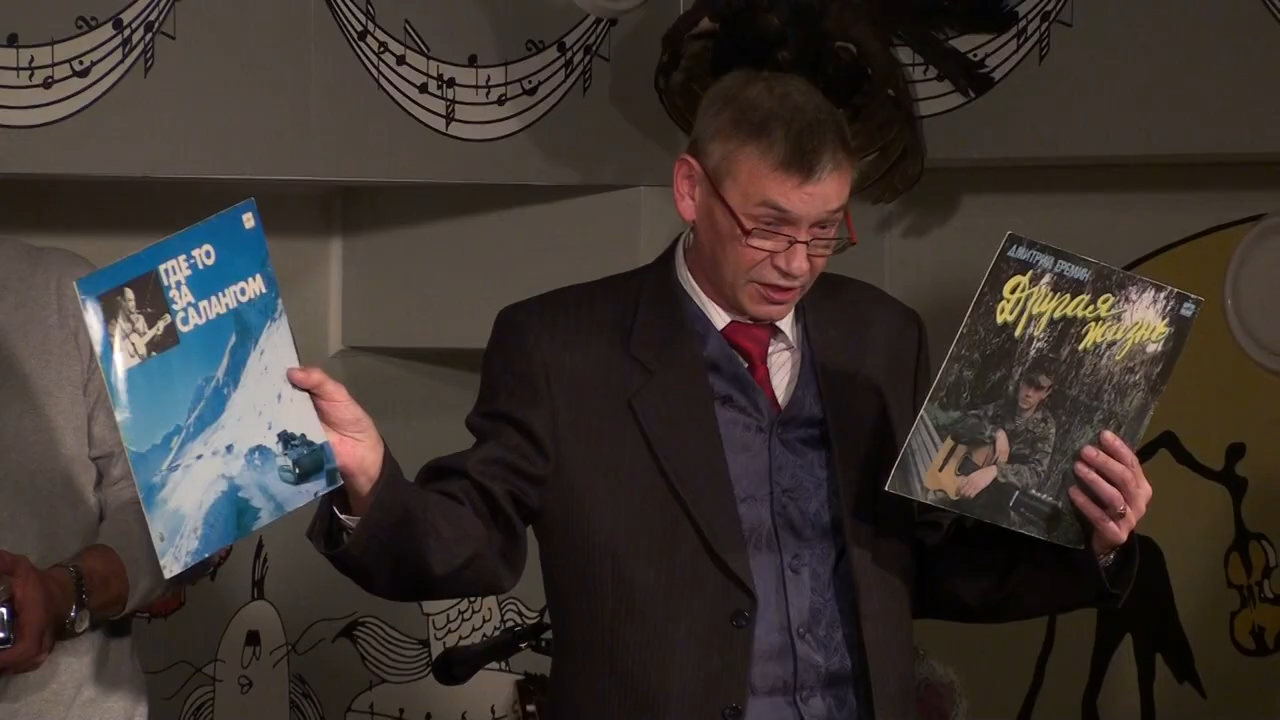 ГДЕ-ТО
ЗА
САЛАНГОМ
ДМИТРИЙ ЕРЕМИН
Другая
жизнь